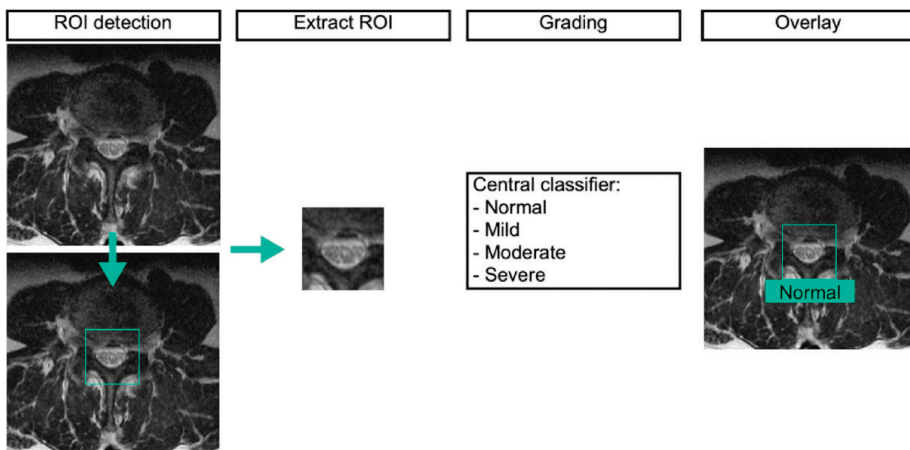 ROI detection
Extract ROI
Grading
Overlay
Central classifier:
- Normal
- Mild
- Moderate
- Severe
Normal